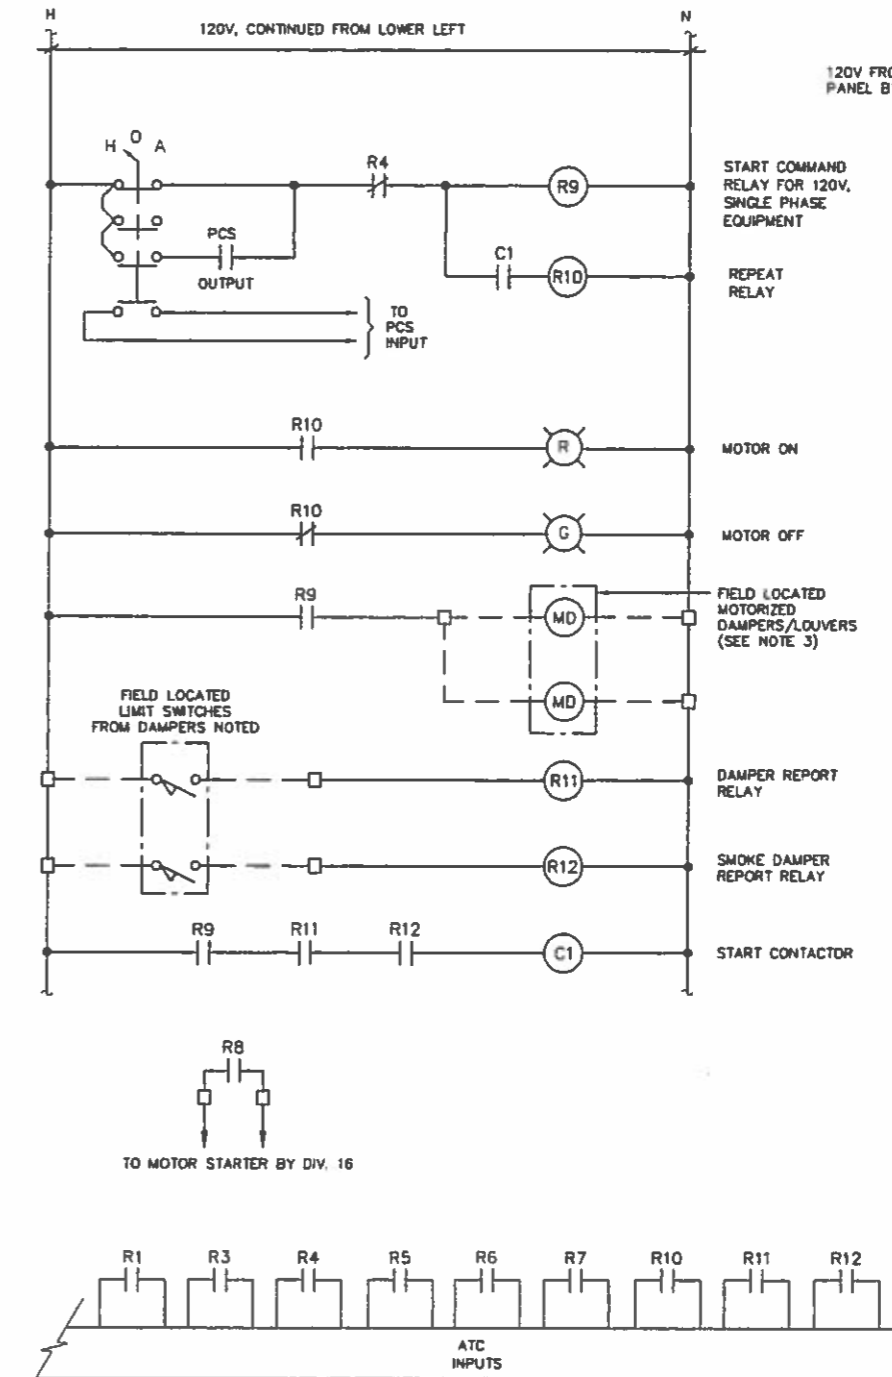 H
N
120V, CONTINUED FROM LOWER LEFT
120V FRO
PANEL B
H O A
R4
R9
START COMMAND
RELAY FOR 120V,
SINGLE PHASE
EQUIPMENT
PCS
OUTPUT
C1
R10
REPEAT
RELAY
TO
PCS
INPUT
R10
R
MOTOR ON
R10
G
MOTOR OFF
R9
MD
FIELD LOCATED
MOTORIZED
DAMPERS/LOUVERS
(SEE NOTE 3)
MD
FIELD LOCATED
LIMIT SWITCHES
FROM DAMPERS NOTED
R11
DAMPER REPORT
RELAY
R12
SMOKE DAMPER
REPORT RELAY
R9
R11
R12
C1
START CONTACTOR
R8
TO MOTOR STARTER BY DIV. 16
R1
R3
R4
R5
R6
R7
R10
R11
R12
ATC
INPUTS